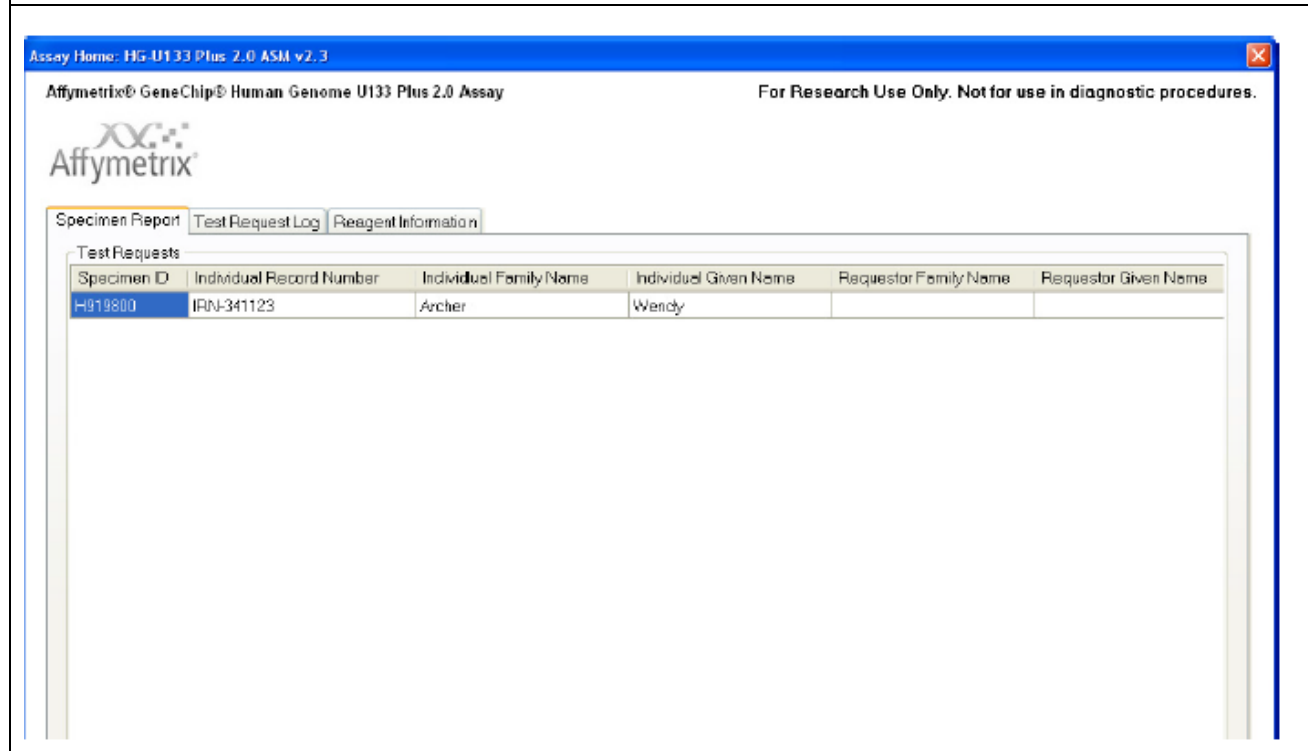 Assay Home: HG-U133 Plus 2.0 ASM v2.3
Affymetrix® GeneChip® Human Genome U133 Plus 2.0 Assay For Research Use Only. Not for use in diagnostic procedures.
Affymetrix®
Specimen Report Test Request Log Reagent Information
Test Requests
Specimen ID Individual Record Number Individual Family Name Individual Given Name Requestor Family Name Requestor Given Name
H919800 IRN-341123 Archer Wendy